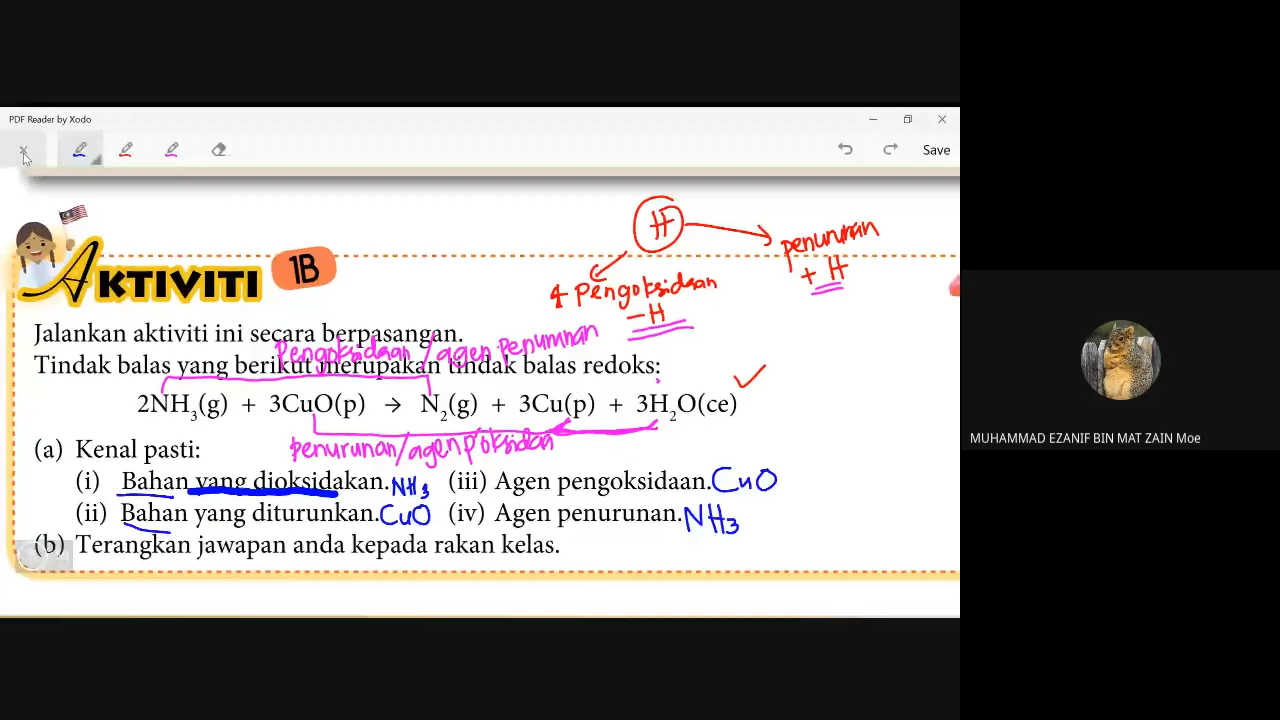 PDF Reader by Xodo
Save
H
penurunan
+ H
pengoksidaan
- H
AKTIVITI 1B
Jalankan aktiviti ini secara berpasangan.
Pengoksidaan / agen penurunan
Tindak balas yang berikut merupakan tindak balas redoks:
2NH₃(g) + 3CuO(p) → N₂(g) + 3Cu(p) + 3H₂O(ce)
penurunan/agen p'oksidaan
(a) Kenal pasti:
(i) Bahan yang dioksidakan. NH₃ (iii) Agen pengoksidaan. CuO
(ii) Bahan yang diturunkan. CuO (iv) Agen penurunan. NH₃
(b) Terangkan jawapan anda kepada rakan kelas.
MUHAMMAD EZANIF BIN MAT ZAIN Moe